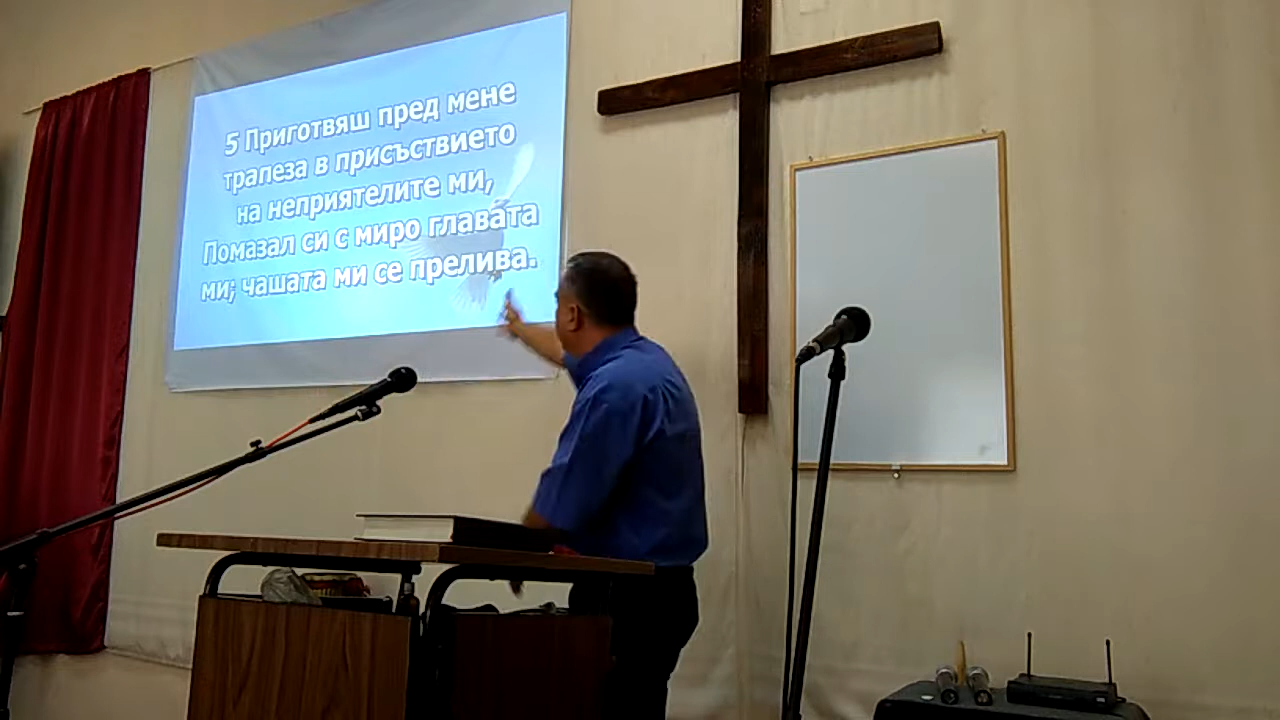 5 Приготвяш пред мене
трапеза в присъствието
на неприятелите ми,
Помазал си с миро главата
ми; чашата ми се прелива.